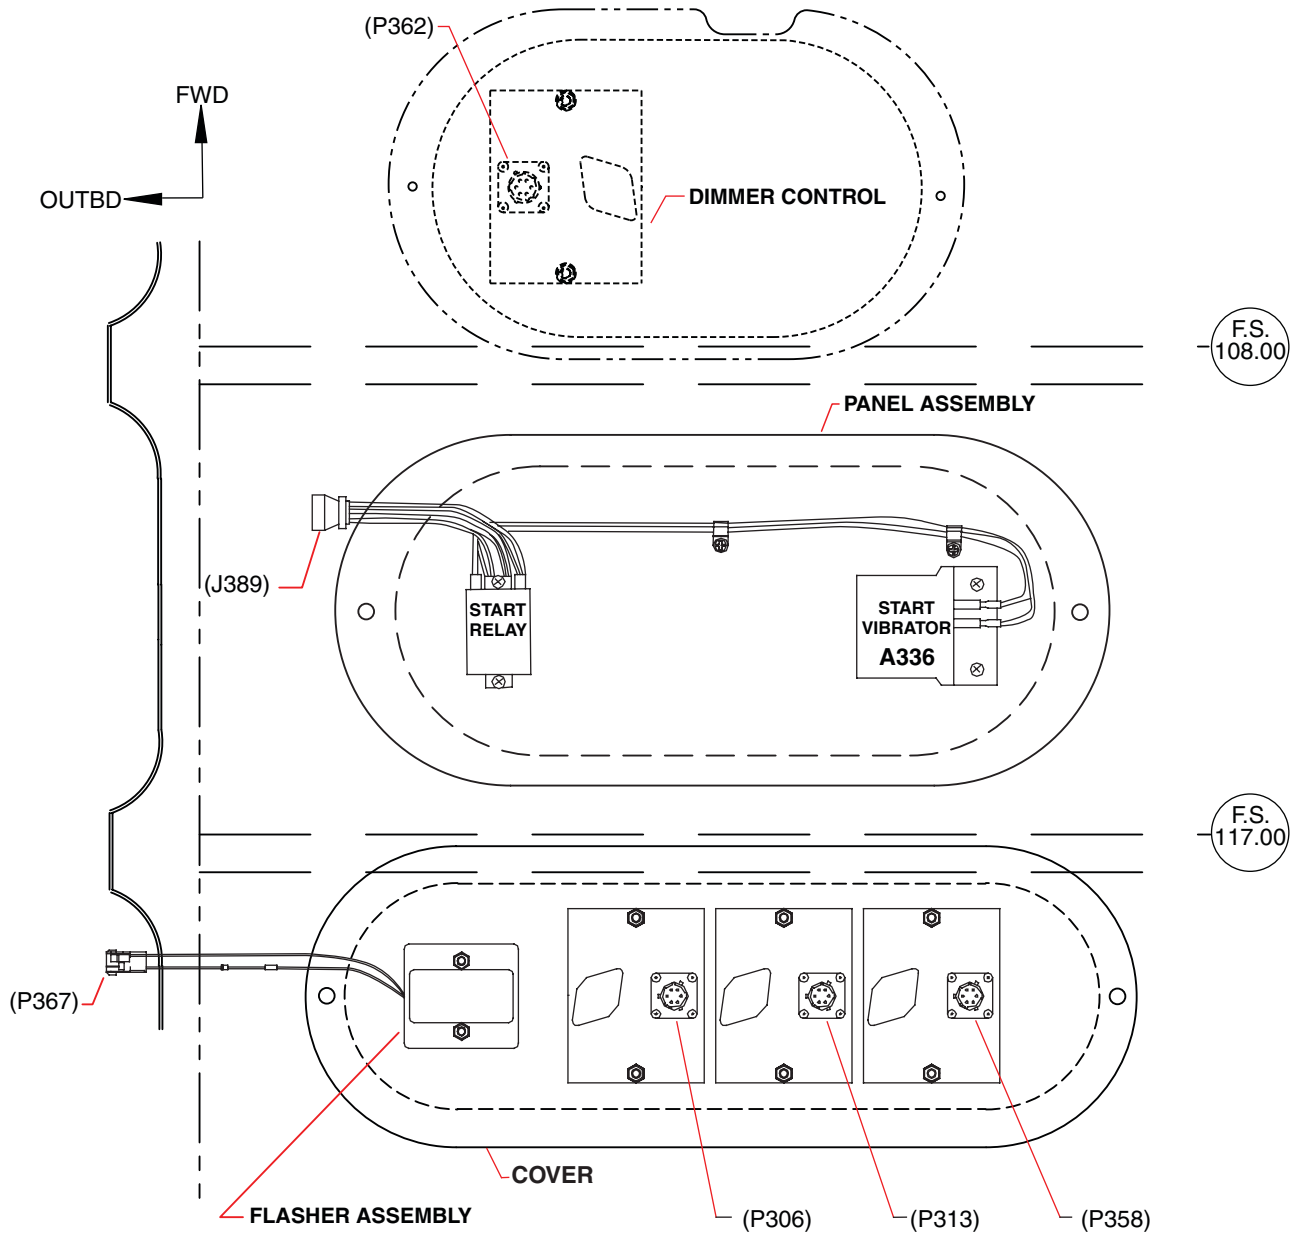 (P362)
FWD
OUTBD
DIMMER CONTROL
F.S.
108.00
PANEL ASSEMBLY
(J389)
START
RELAY
START
VIBRATOR
A336
F.S.
117.00
(P367)
COVER
FLASHER ASSEMBLY
(P306)
(P313)
(P358)